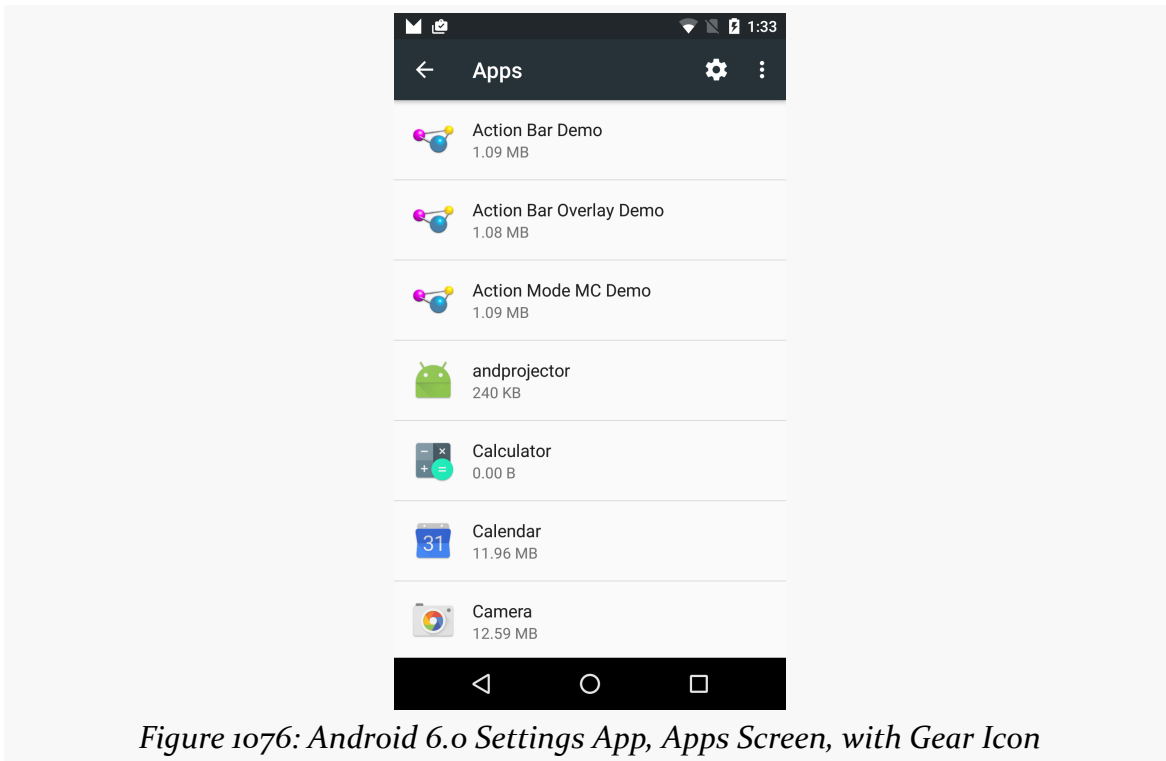 1:33
Apps
Action Bar Demo
1.09 MB
Action Bar Overlay Demo
1.08 MB
Action Mode MC Demo
1.09 MB
andprojector
240 KB
Calculator
0.00 B
31
Calendar
11.96 MB
Camera
12.59 MB
Figure 1076: Android 6.0 Settings App, Apps Screen, with Gear Icon